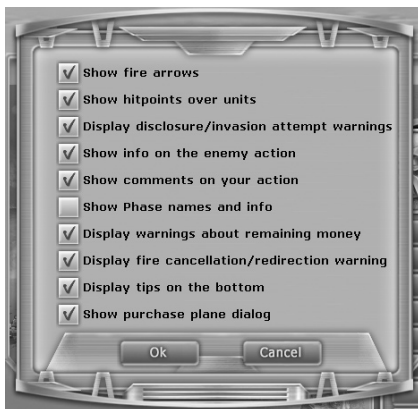 Show fire arrows
Show hitpoints over units
Display disclosure/invasion attempt warnings
Show info on the enemy action
Show comments on your action
Show Phase names and info
Display warnings about remaining money
Display fire cancellation/redirection warning
Display tips on the bottom
Show purchase plane dialog
Ok Cancel